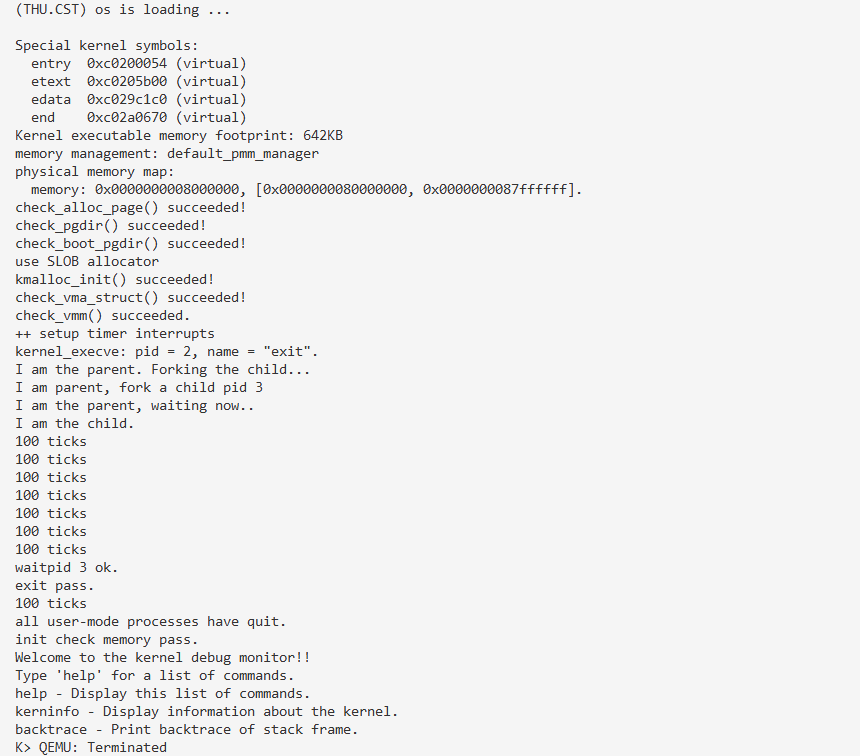 (THU.CST) os is loading ...
Special kernel symbols:
  entry  0xc0200054 (virtual)
  etext  0xc0205b00 (virtual)
  edata  0xc029c1c0 (virtual)
  end    0xc02a0670 (virtual)
Kernel executable memory footprint: 642KB
memory management: default_pmm_manager
physical memory map:
  memory: 0x0000000008000000, [0x0000000080000000, 0x0000000087ffffff].
check_alloc_page() succeeded!
check_pgdir() succeeded!
check_boot_pgdir() succeeded!
use SLOB allocator
kmalloc_init() succeeded!
check_vma_struct() succeeded!
check_vmm() succeeded.
++ setup timer interrupts
kernel_execve: pid = 2, name = "exit".
I am the parent. Forking the child...
I am parent, fork a child pid 3
I am the parent, waiting now..
I am the child.
100 ticks
100 ticks
100 ticks
100 ticks
100 ticks
100 ticks
100 ticks
waitpid 3 ok.
exit pass.
100 ticks
all user-mode processes have quit.
init check memory pass.
Welcome to the kernel debug monitor!!
Type 'help' for a list of commands.
help - Display this list of commands.
kerninfo - Display information about the kernel.
backtrace - Print backtrace of stack frame.
K> QEMU: Terminated